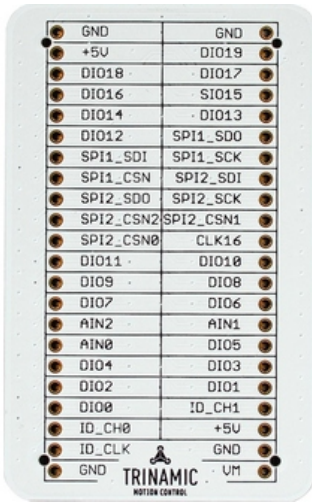 GND GND
+5V DIO19
DIO18 DIO17
DIO16 SIO15
DIO14 DIO13
DIO12 SPI1_SDO
SPI1_SDI SPI1_SCK
SPI1_CSN SPI2_SDI
SPI2_SDO SPI2_SCK
SPI2_CSN2 SPI2_CSN1
SPI2_CSN0 CLK16
DIO11 DIO10
DIO9 DIO8
DIO7 DIO6
AIN2 AIN1
AIN0 DIO5
DIO4 DIO3
DIO2 DIO1
DIO0 ID_CH1
ID_CH0 +5V
ID_CLK GND
GND VM
TRINAMIC
MOTION CONTROL